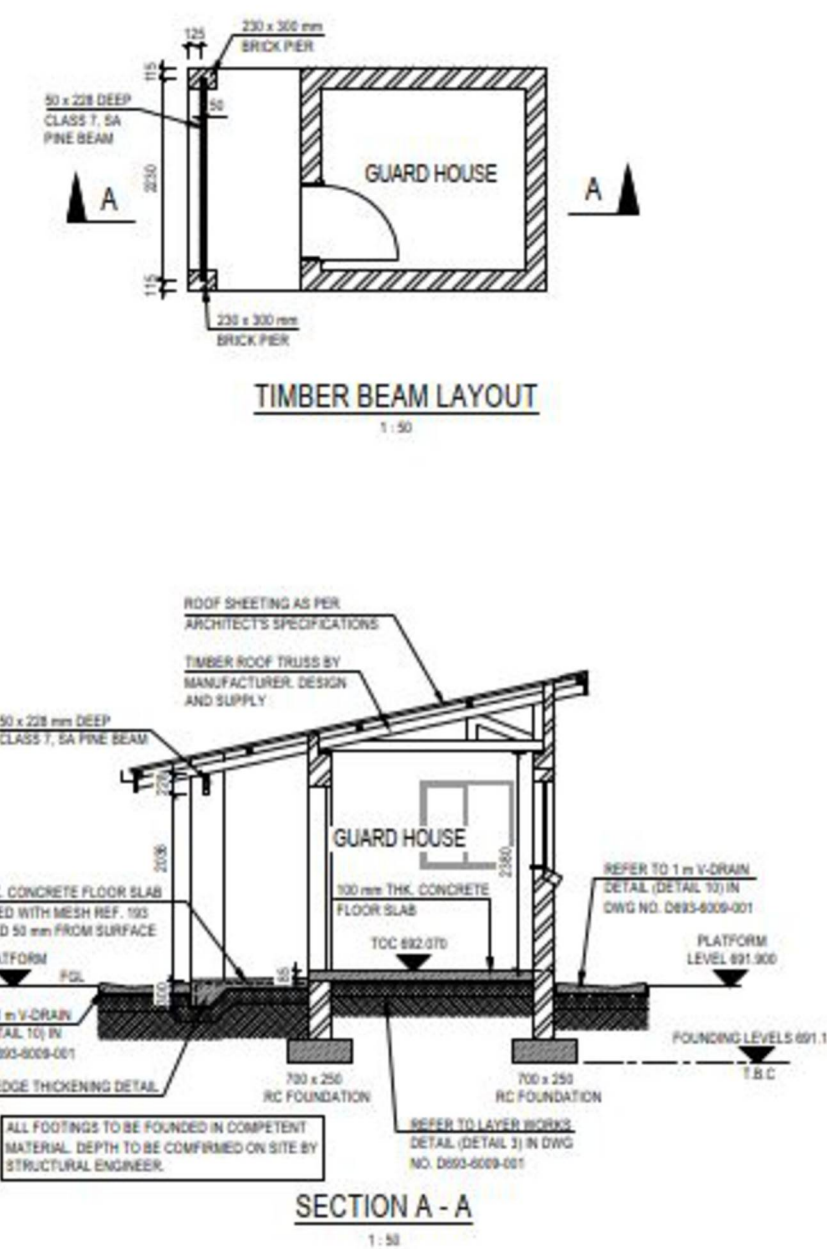 125
230 x 300 mm
BRICK PIER
115
50 x 228 DEEP
CLASS 7, SA
PINE BEAM
50
2230
GUARD HOUSE
A
A
115
230 x 300 mm
BRICK PIER
TIMBER BEAM LAYOUT
1 : 50
ROOF SHEETING AS PER
ARCHITECT'S SPECIFICATIONS
TIMBER ROOF TRUSS BY
MANUFACTURER. DESIGN
AND SUPPLY
50 x 228 mm DEEP
CLASS 7, SA PINE BEAM
228
2036
GUARD HOUSE
2380
CONCRETE FLOOR SLAB
WITH MESH REF. 193
50 mm FROM SURFACE
100 mm THK. CONCRETE
FLOOR SLAB
REFER TO 1 m V-DRAIN
DETAIL (DETAIL 10) IN
DWG NO. D693-6009-001
TOC 692.070
PLATFORM
LEVEL 691.900
FGL
85
300
m V-DRAIN
10) IN
693-6009-001
FOUNDING LEVELS 691.1
T.B.C
EDGE THICKENING DETAIL
700 x 250
RC FOUNDATION
700 x 250
RC FOUNDATION
ALL FOOTINGS TO BE FOUNDED IN COMPETENT
MATERIAL. DEPTH TO BE COMFIRMED ON SITE BY
STRUCTURAL ENGINEER.
REFER TO LAYER WORKS
DETAIL (DETAIL 3) IN DWG
NO. D693-6009-001
SECTION A - A
1 : 50